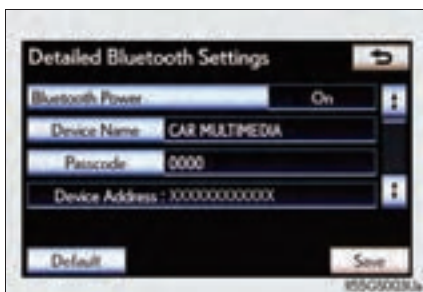 Detailed Bluetooth Settings
Bluetooth Power On
Device Name CAR MULTIMEDIA
Passcode 0000
Device Address : XXXXXXXXXXXX
Default Save